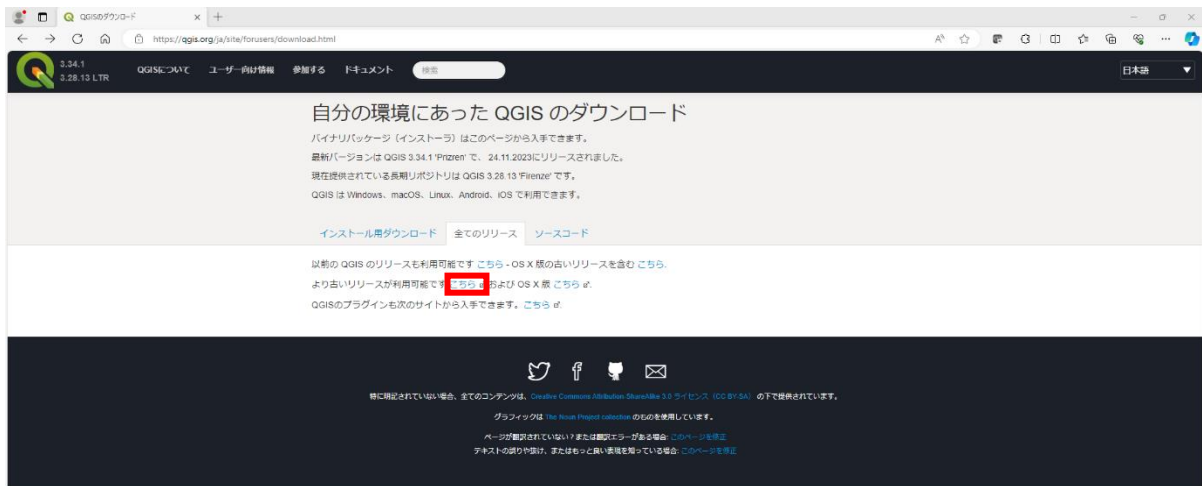 QGISのダウンロード
https://qgis.org/ja/site/forusers/download.html
3.34.1
3.28.13 LTR
QGISについて ユーザー向け情報 参加する ドキュメント 検索 日本語
自分の環境にあった QGIS のダウンロード
バイナリパッケージ（インストーラ）はこのページから入手できます。
最新バージョンは QGIS 3.34.1 'Prizren' で、 24.11.2023にリリースされました。
現在提供されている長期リポジトリは QGIS 3.28.13 'Firenze' です。
QGIS は Windows、macOS、Linux、Android、iOS で利用できます。
インストール用ダウンロード 全てのリリース ソースコード
以前の QGIS のリリースも利用可能です こちら - OS X 版の古いリリースを含む こちら.
より古いリリースが利用可能です こちら および OS X 版 こちら.
QGISのプラグインも次のサイトから入手できます。こちら.
特に明記されていない場合、全てのコンテンツは、Creative Commons Attribution-ShareAlike 3.0 ライセンス（CC BY-SA） の下で提供されています。
グラフィックは The Noun Project collection のものを使用しています。
ページが翻訳されていない？または翻訳エラーがある場合: このページを修正
テキストの誤りや抜け、またはもっと良い表現を知っている場合: このページを修正